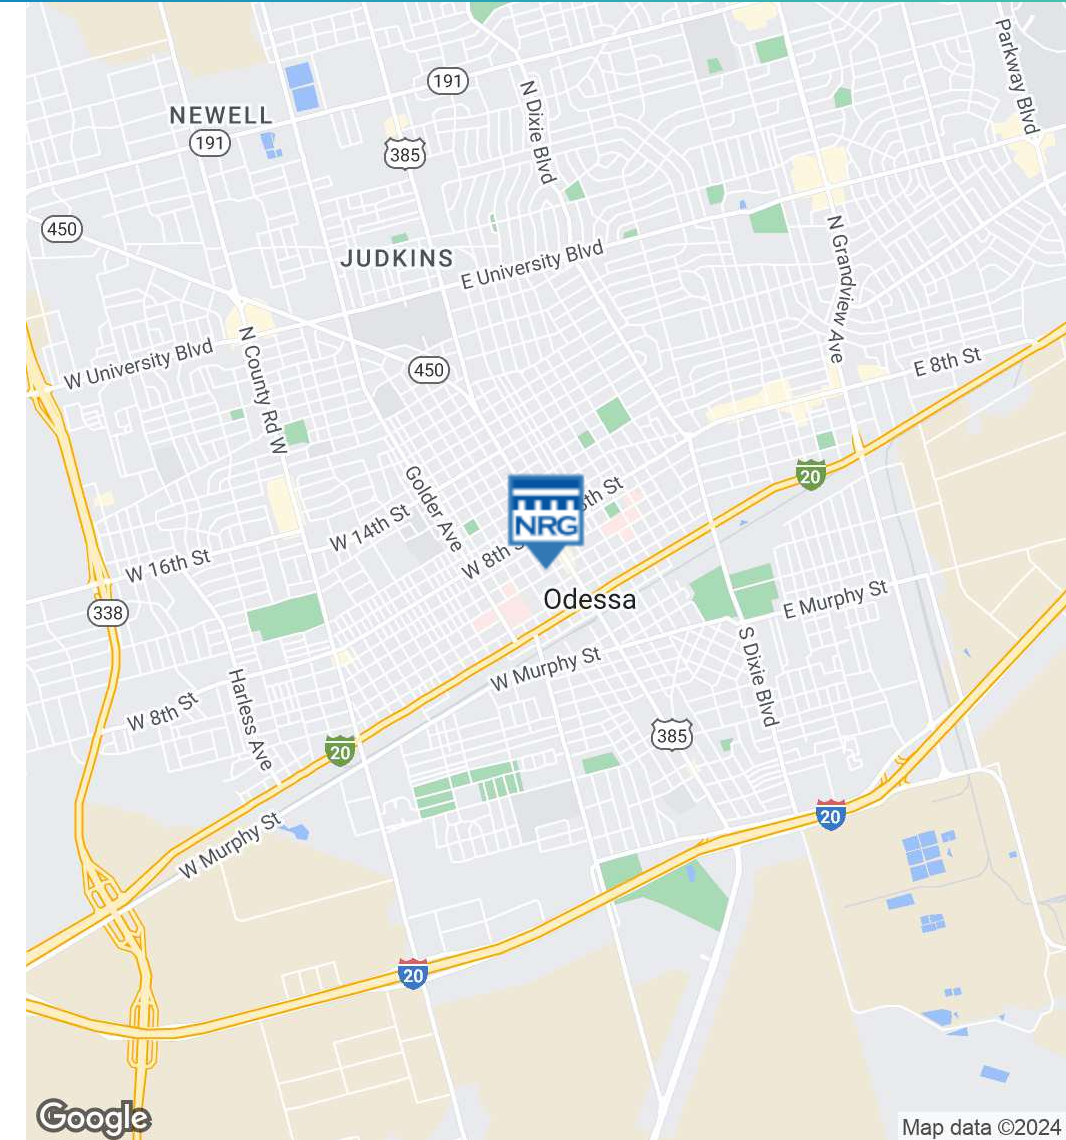 Parkway Blvd
191
N Dixie Blvd
NEWELL
191
385
450
N Grandview Ave
JUDKINS
E University Blvd
N County Rd W
W University Blvd
450
E 8th St
Golder Ave
20
8th St
NRG
W 14th St
W 8th S
W 16th St
Odessa
338
E Murphy St
S Dixie Blvd
W Murphy St
Harless Ave
W 8th St
385
20
20
W Murphy St
20
Google
Map data ©2024